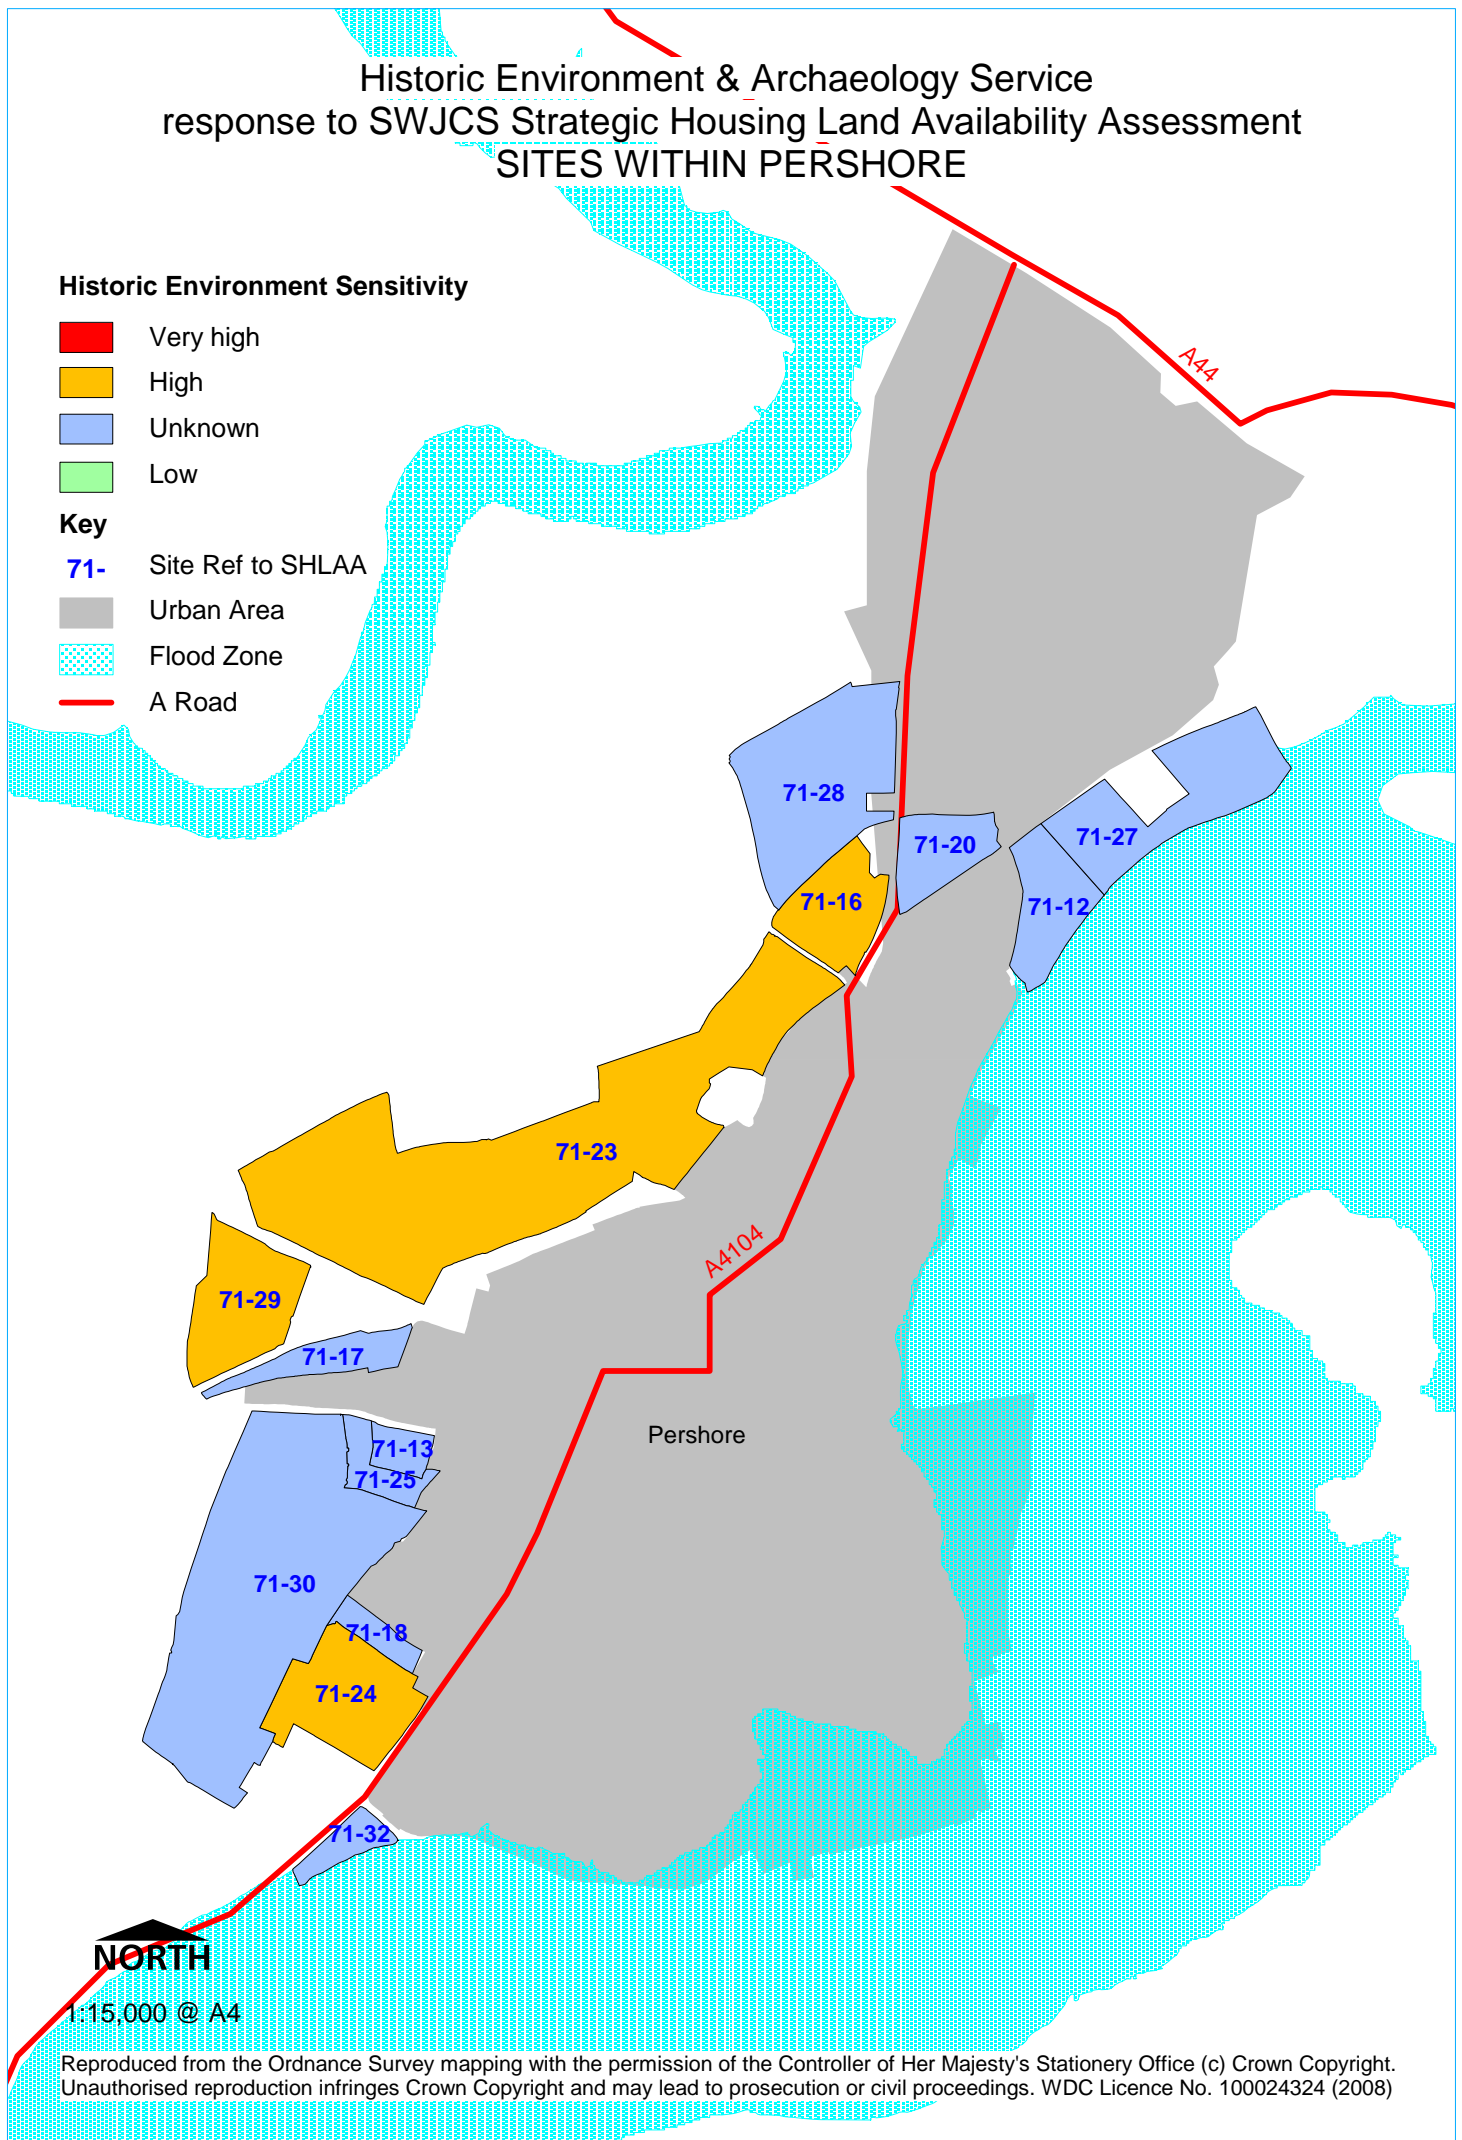 Historic Environment & Archaeology Service
response to SWJCS Strategic Housing Land Availability Assessment
SITES WITHIN PERSHORE
Historic Environment Sensitivity
Very high
High
Unknown
Low
Key
71- Site Ref to SHLAA
Urban Area
Flood Zone
A Road
A44
71-28
71-20
71-27
71-16
71-12
71-23
A4104
71-29
71-17
Pershore
71-13
71-25
71-30
71-18
71-24
71-32
NORTH
1:15,000 @ A4
Reproduced from the Ordnance Survey mapping with the permission of the Controller of Her Majesty's Stationery Office (c) Crown Copyright.
Unauthorised reproduction infringes Crown Copyright and may lead to prosecution or civil proceedings. WDC Licence No. 100024324 (2008)